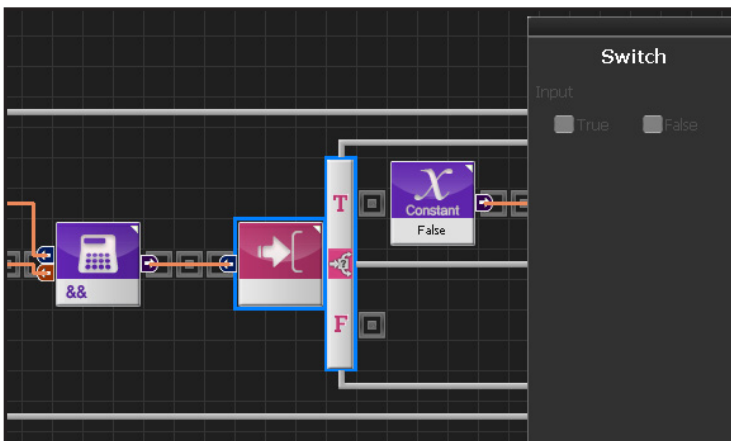 Switch
Input
True False
T
X
Constant
False
&&
F